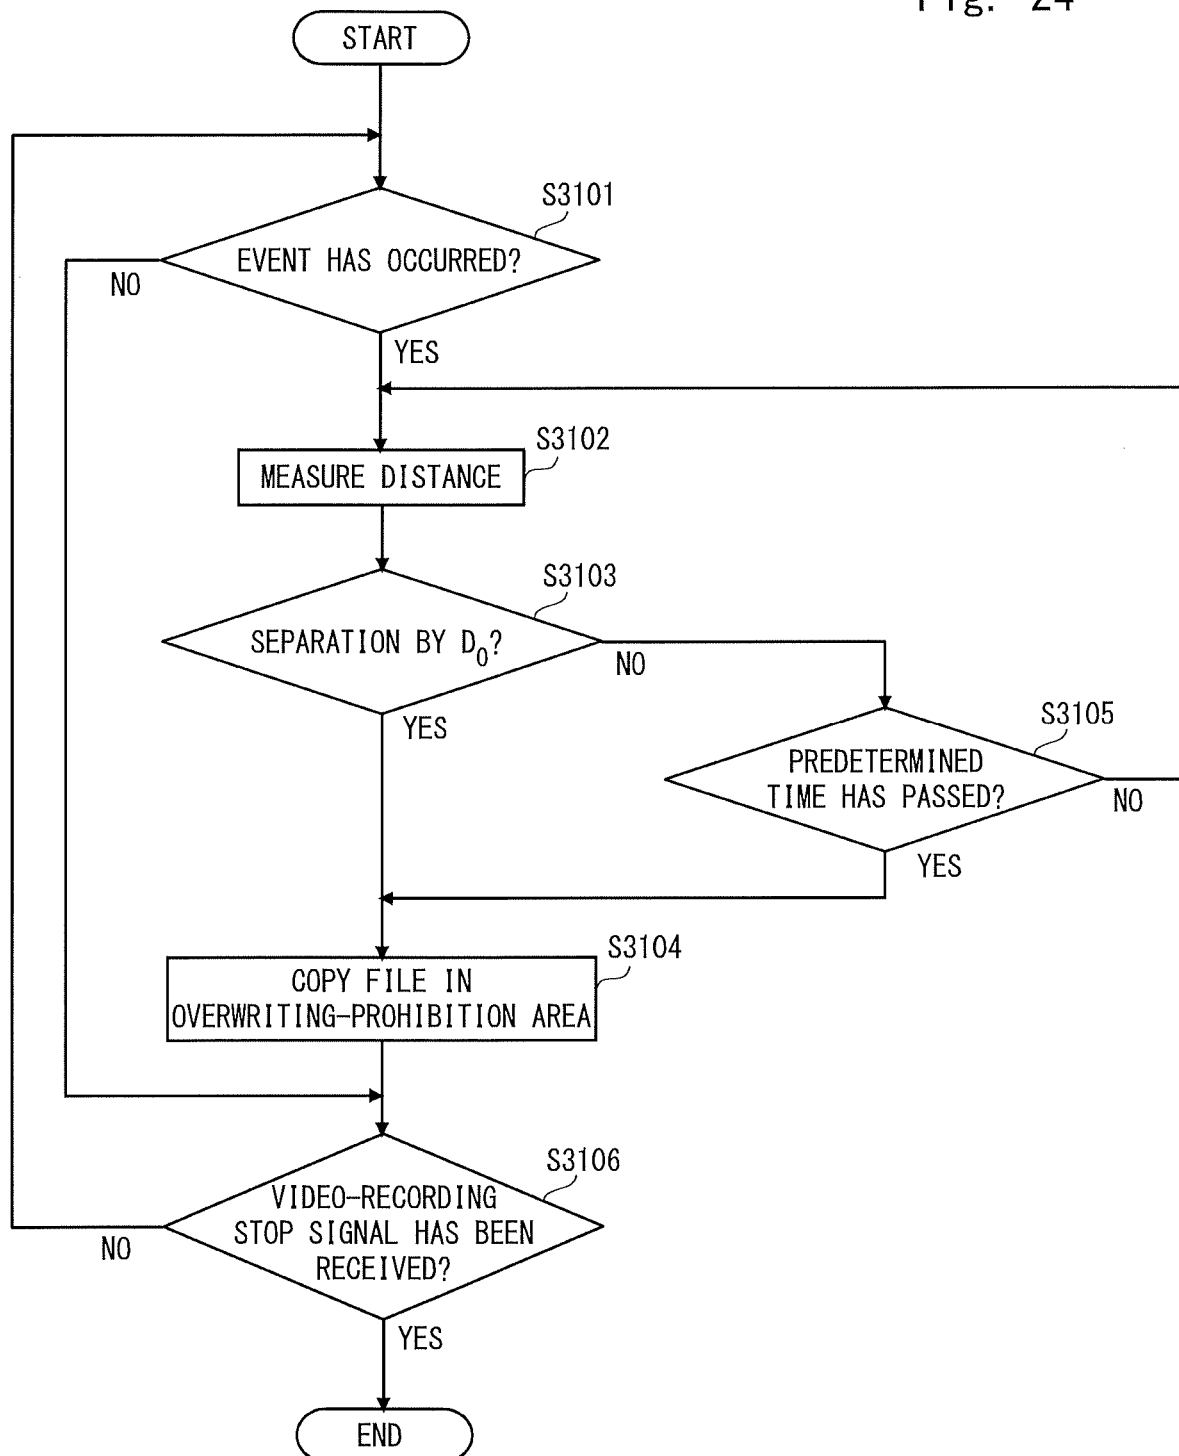 Fig. 24
START
S3101
EVENT HAS OCCURRED?
NO
YES
S3102
MEASURE DISTANCE
S3103
SEPARATION BY D0?
NO
YES
S3105
PREDETERMINED
TIME HAS PASSED?
NO
YES
S3104
COPY FILE IN
OVERWRITING-PROHIBITION AREA
S3106
VIDEO-RECORDING
STOP SIGNAL HAS BEEN
RECEIVED?
NO
YES
END